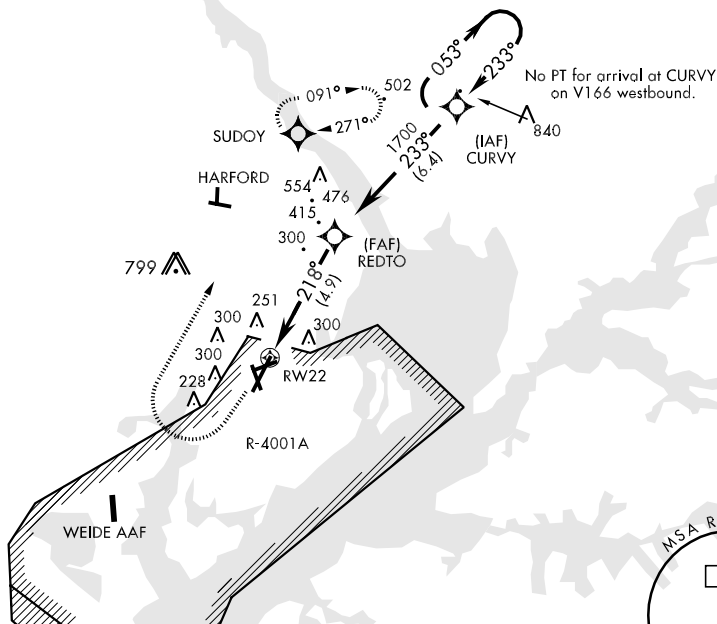 053°
233°
No PT for arrival at CURVY
on V166 westbound.
091°
502
271°
SUDOY
840
(IAF)
CURVY
1700
233°
(6.4)
HARFORD
554
476
415
300
(FAF)
REDTO
799
218°
(4.9)
251
300
300
300
228
RW22
R-4001A
WEIDE AAF
MSA R